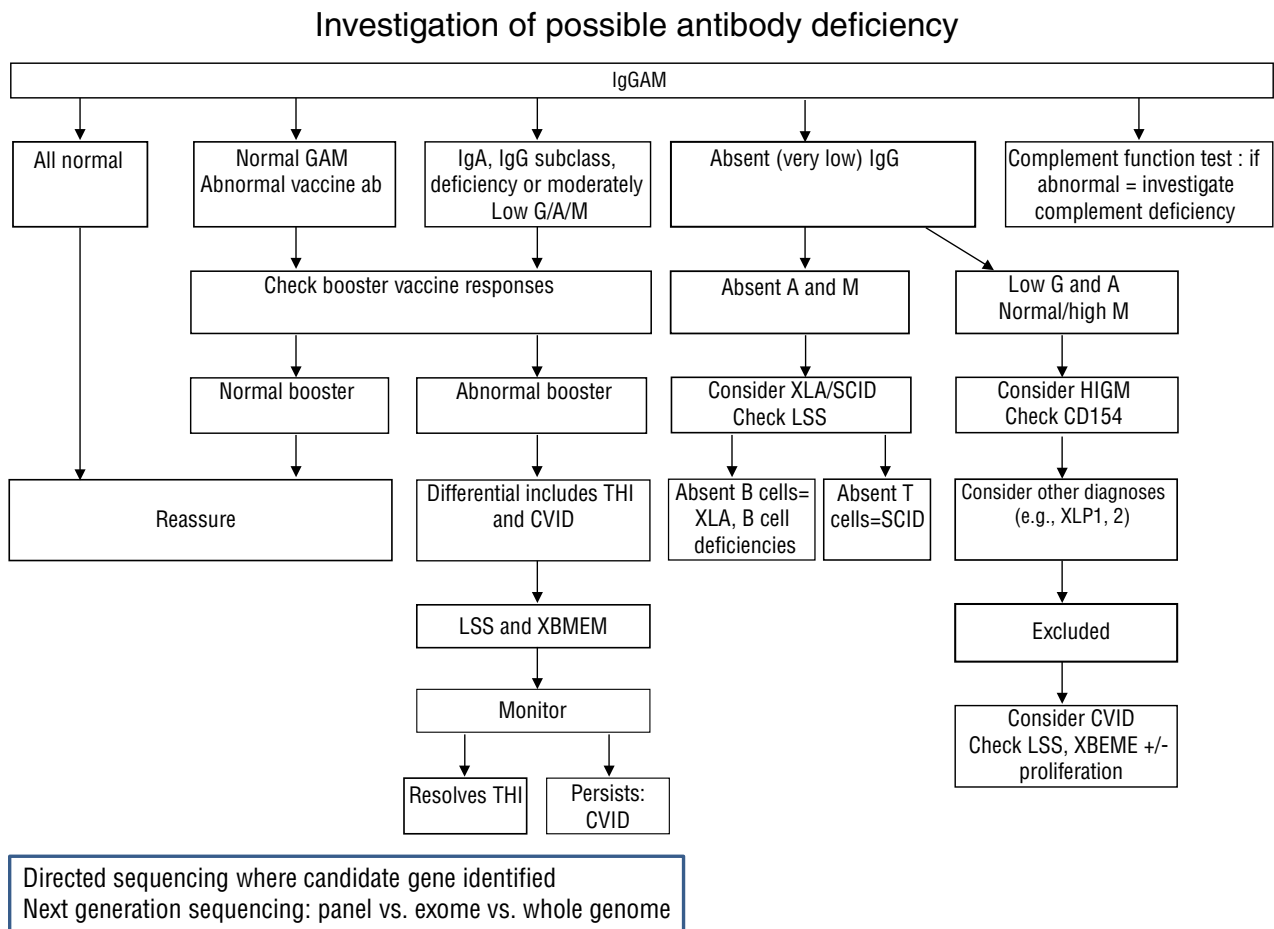 Investigation of possible antibody deficiency
IgGAM
All normal
Normal GAM
Abnormal vaccine ab
IgA, IgG subclass,
deficiency or moderately
Low G/A/M
Absent (very low) IgG
Complement function test : if
abnormal = investigate
complement deficiency
Check booster vaccine responses
Absent A and M
Low G and A
Normal/high M
Normal booster
Abnormal booster
Consider XLA/SCID
Check LSS
Consider HIGM
Check CD154
Reassure
Differential includes THI
and CVID
Absent B cells=
XLA, B cell
deficiencies
Absent T
cells=SCID
Consider other diagnoses
(e.g., XLP1, 2)
LSS and XBMEM
Excluded
Monitor
Consider CVID
Check LSS, XBEME +/-
proliferation
Resolves THI
Persists:
CVID
Directed sequencing where candidate gene identified
Next generation sequencing: panel vs. exome vs. whole genome